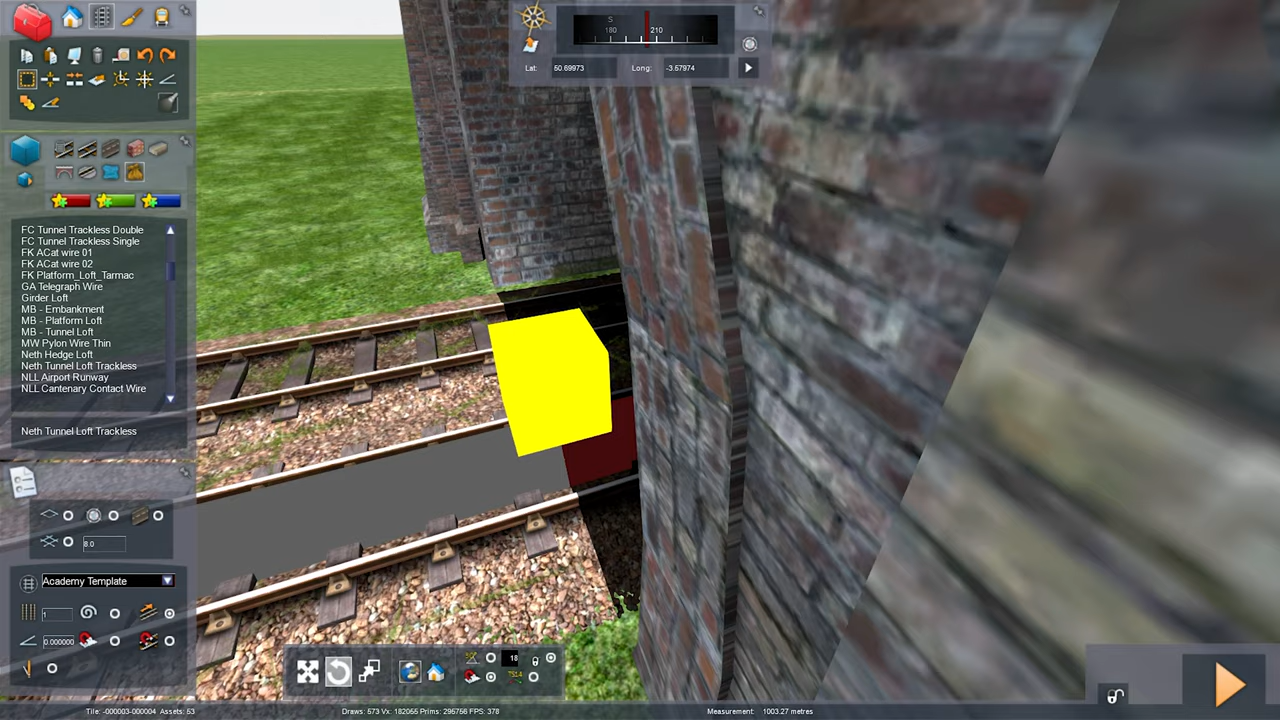 S
180 210
Lat: 50.69973 Long: -3.57974
FC Tunnel Trackless Double
FC Tunnel Trackless Single
FK ACat wire 01
FK ACat wire 02
FK Platform_Loft_Tarmac
GA Telegraph Wire
Girder Loft
MB - Embankment
MB - Platform Loft
MB - Tunnel Loft
MW Pylon Wire Thin
Neth Hedge Loft
Neth Tunnel Loft Trackless
NLL Airport Runway
NLL Cantenary Contact Wire
Neth Tunnel Loft Trackless
8.0
Academy Template
1
0.000000
18
TS14
Tile: -000003-000004 Assets: 53
Draws: 573 Vx: 182055 Prims: 295756 FPS: 378
Measurement: 1003.27 metres